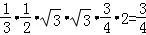 1/3 • 1/2 • √3 • √3 • 3/4 • 2 = 3/4